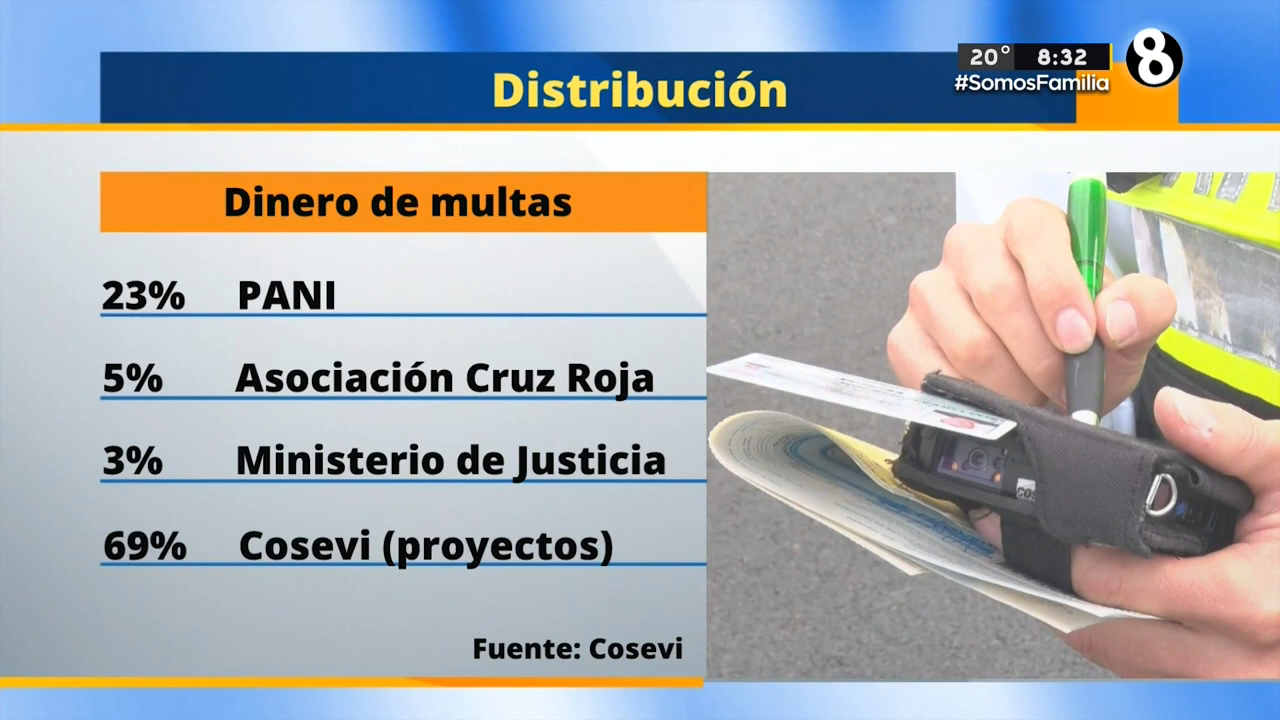 20° 8:32
#SomosFamilia
8
Distribución
Dinero de multas
23% PANI
5% Asociación Cruz Roja
3% Ministerio de Justicia
69% Cosevi (proyectos)
Fuente: Cosevi